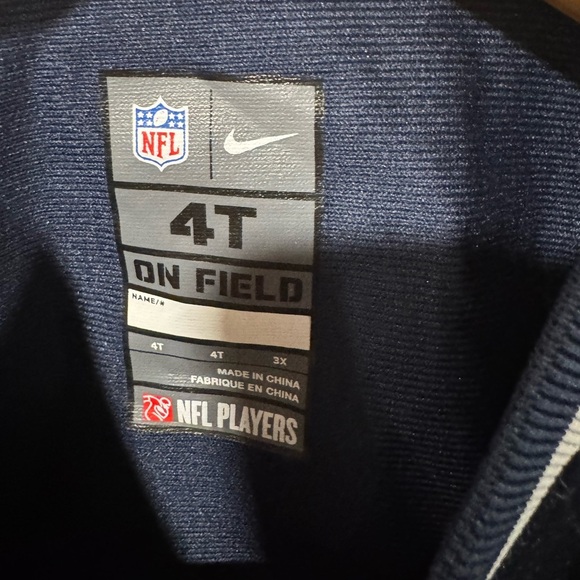 NFL
4T
ON FIELD
NAME/#
4T 4T 3X
MADE IN CHINA
FABRIQUE EN CHINA
NFL PLAYERS